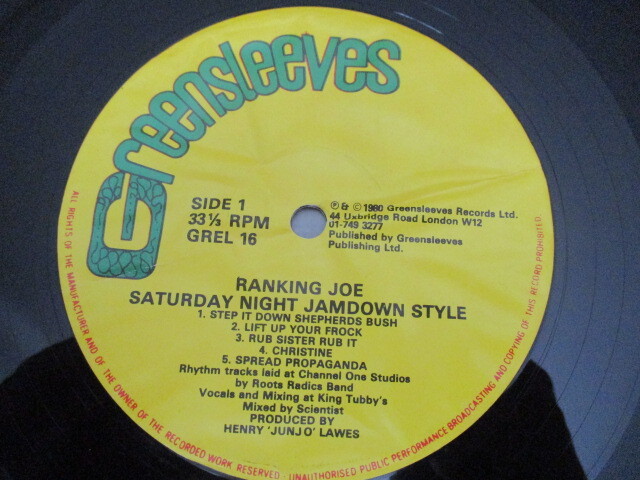 Greensleeves
SIDE 1
33⅓ RPM
GREL 16
℗ & © 1980 Greensleeves Records Ltd.
44 Uxbridge Road London W12
01-749 3277
Published by Greensleeves
Publishing Ltd.
RANKING JOE
SATURDAY NIGHT JAMDOWN STYLE
1. STEP IT DOWN SHEPHERDS BUSH
2. LIFT UP YOUR FROCK
3. RUB SISTER RUB IT
4. CHRISTINE
5. SPREAD PROPAGANDA
Rhythm tracks laid at Channel One Studios
by Roots Radics Band
Vocals and Mixing at King Tubby's
Mixed by Scientist
PRODUCED BY
HENRY 'JUNJO' LAWES
ALL RIGHTS OF THE MANUFACTURER AND OF THE OWNER OF THE RECORDED WORK RESERVED - UNAUTHORISED PUBLIC PERFORMANCE BROADCASTING AND COPYING OF THIS RECORD PROHIBITED.